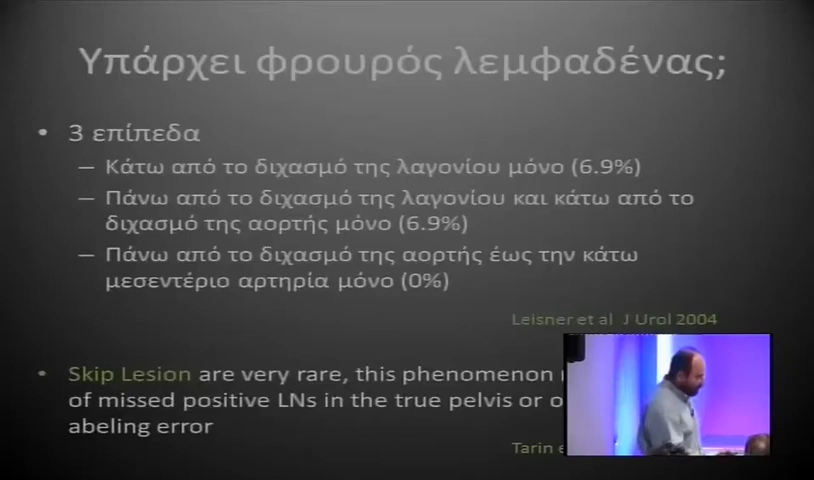 Υπάρχει φρουρός λεμφαδένας;
• 3 επίπεδα
– Κάτω από το διχασμό της λαγονίου μόνο (6.9%)
– Πάνω από το διχασμό της λαγονίου και κάτω από το
διχασμό της αορτής μόνο (6.9%)
– Πάνω από το διχασμό της αορτής έως την κάτω
μεσεντέριο αρτηρία μόνο (0%)
Leisner et al J Urol 2004
• Skip Lesion are very rare, this phenomenon
of missed positive LNs in the true pelvis or
abeling error
Tarin